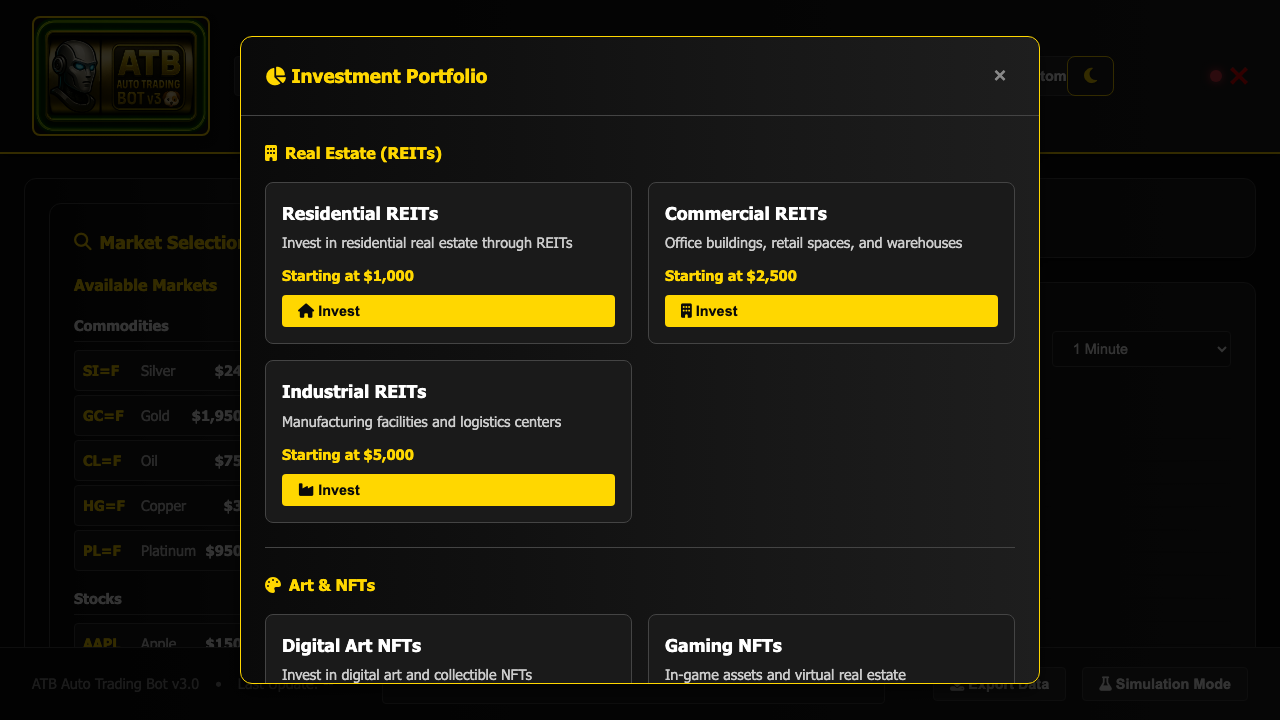 ATB
AUTO TRADING
BOT v3
tom
Investment Portfolio
×
Real Estate (REITs)
Residential REITs
Invest in residential real estate through REITs
Starting at $1,000
Invest
Commercial REITs
Office buildings, retail spaces, and warehouses
Starting at $2,500
Invest
Industrial REITs
Manufacturing facilities and logistics centers
Starting at $5,000
Invest
Art & NFTs
Digital Art NFTs
Invest in digital art and collectible NFTs
Gaming NFTs
In-game assets and virtual real estate
Market Selection
Available Markets
Commodities
SI=F Silver $24
GC=F Gold $1,950
CL=F Oil $75
HG=F Copper $3
PL=F Platinum $950
Stocks
AAPL Apple $150
1 Minute
ATB Auto Trading Bot v3.0 • Last Update:
Export Data
Simulation Mode